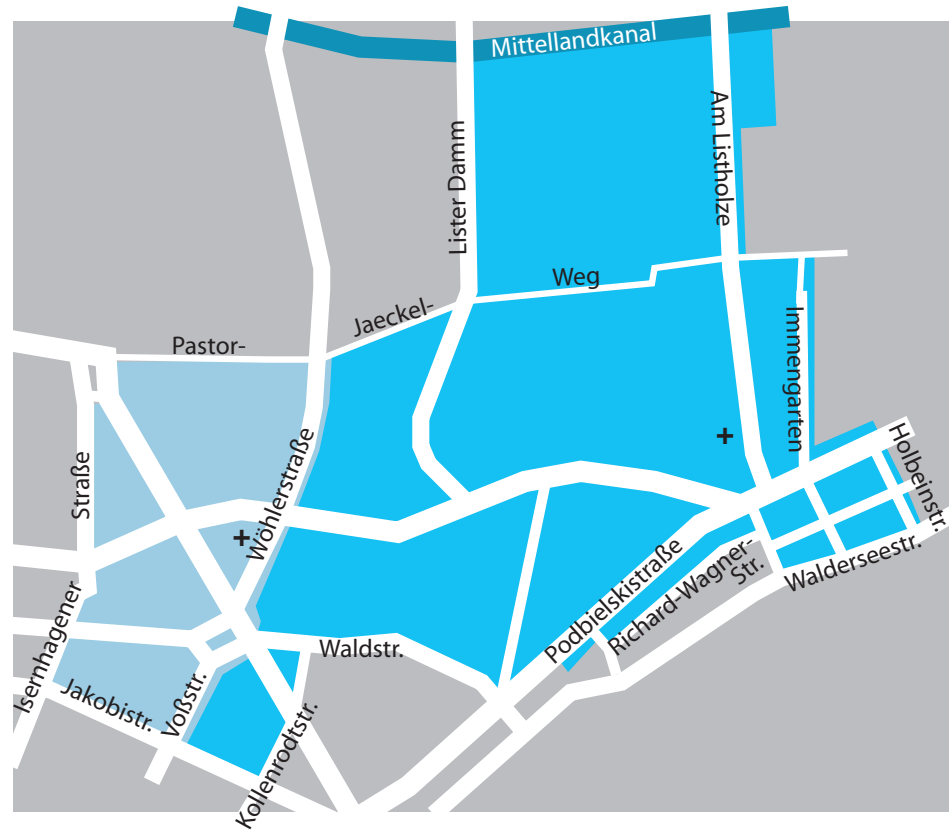 Mittellandkanal
Am Listholze
Lister Damm
Weg
Jaeckel-
Pastor-
Immengarten
Holbeinstr.
Straße
Wöhlerstraße
Podbielskistraße
Richard-Wagner-
Str.
Walderseestr.
Isernhagener
Waldstr.
Jakobistr.
Voßstr.
Kollenrodtstr.